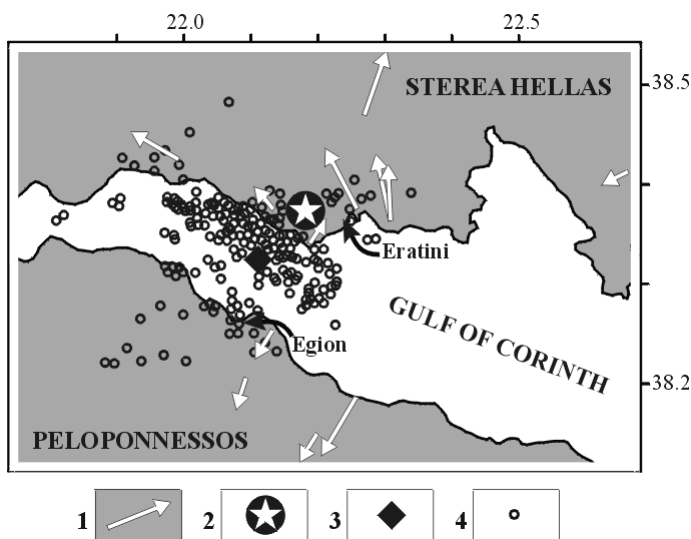 22.0 22.5
STEREA HELLAS
38.5
Eratini
GULF OF CORINTH
Egion
38.2
PELOPONNESSOS
1 2 3 4